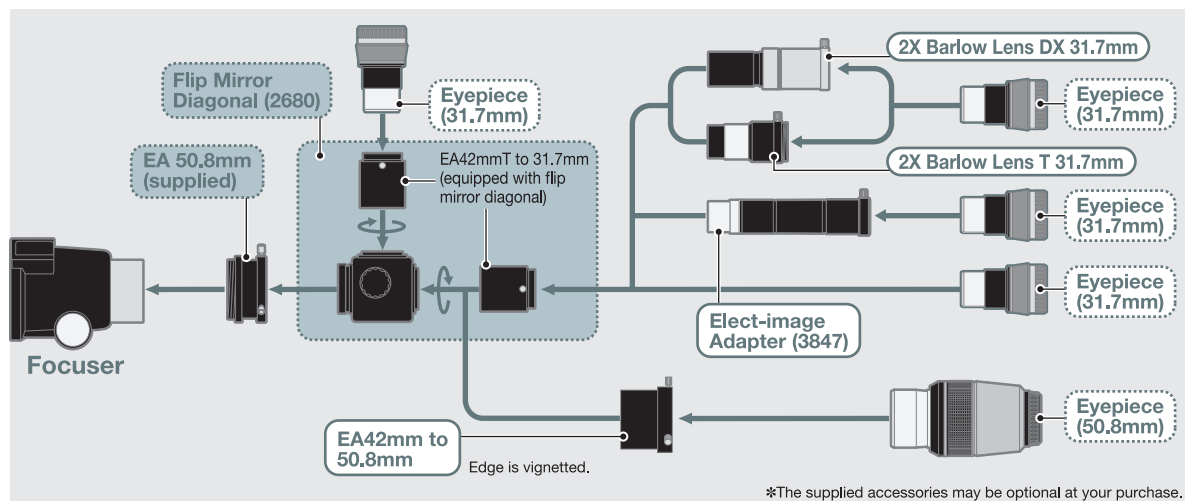 Flip Mirror
Diagonal (2680)
Eyepiece
(31.7mm)
2X Barlow Lens DX 31.7mm
Eyepiece
(31.7mm)
EA 50.8mm
(supplied)
EA42mmT to 31.7mm
(equipped with flip
mirror diagonal)
2X Barlow Lens T 31.7mm
Eyepiece
(31.7mm)
Eyepiece
(31.7mm)
Focuser
Elect-image
Adapter (3847)
EA42mm to
50.8mm
Edge is vignetted.
Eyepiece
(50.8mm)
✻The supplied accessories may be optional at your purchase.